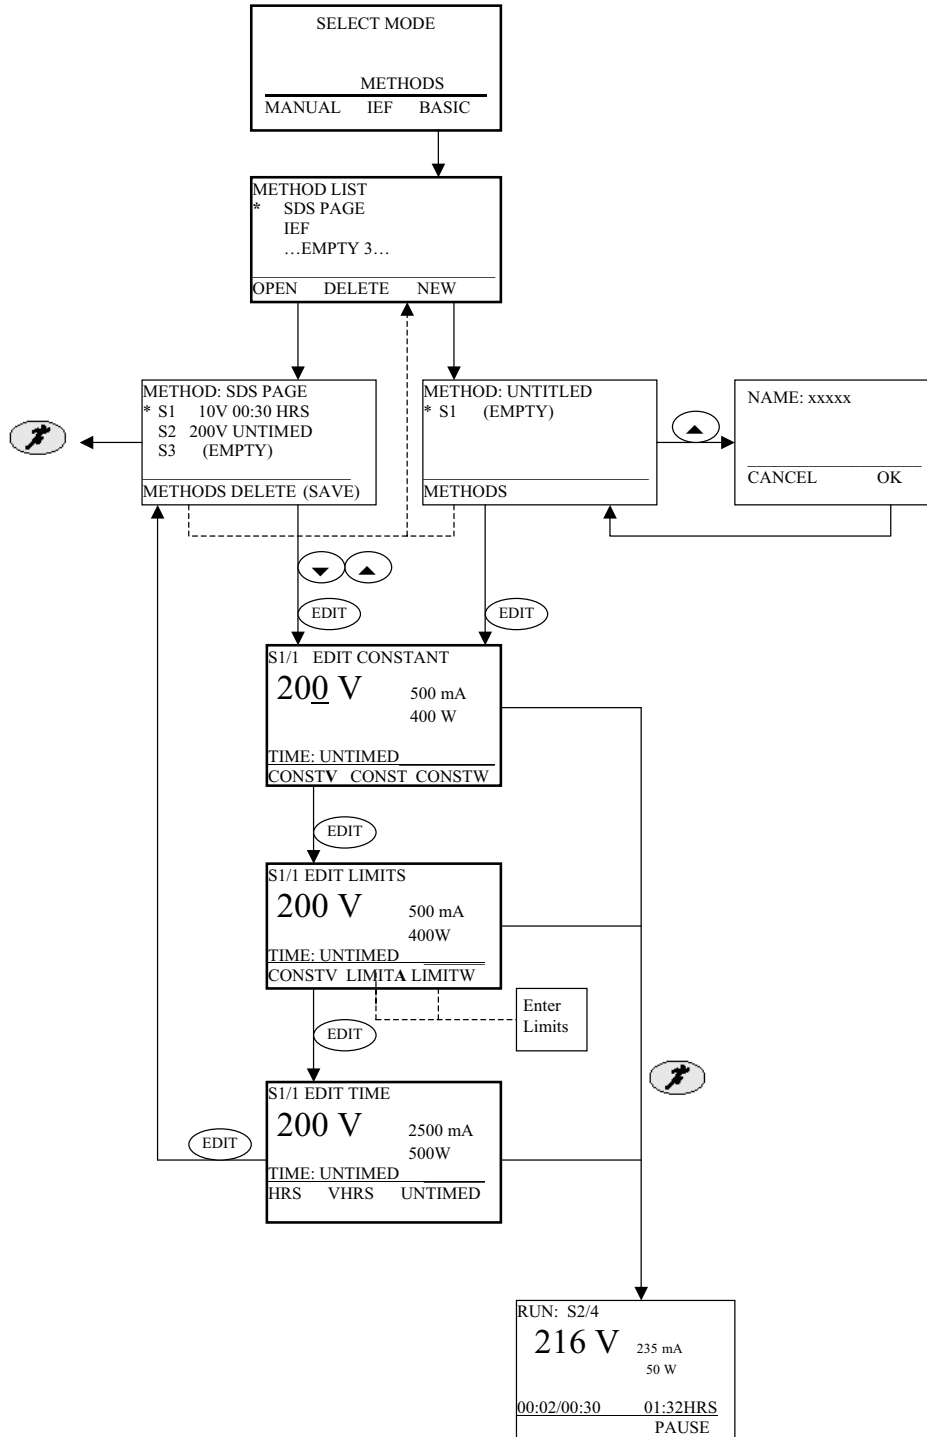 SELECT MODE
METHODS
MANUAL IEF BASIC
METHOD LIST
* SDS PAGE
IEF
…EMPTY 3…
OPEN DELETE NEW
METHOD: SDS PAGE
* S1 10V 00:30 HRS
S2 200V UNTIMED
S3 (EMPTY)
METHODS DELETE (SAVE)
METHOD: UNTITLED
* S1 (EMPTY)
METHODS
NAME: xxxxx
CANCEL OK
EDIT
EDIT
S1/1 EDIT CONSTANT
200 V 500 mA
400 W
TIME: UNTIMED
CONSTV CONST CONSTW
EDIT
S1/1 EDIT LIMITS
200 V 500 mA
400W
TIME: UNTIMED
CONSTV LIMITA LIMITW
Enter
Limits
EDIT
S1/1 EDIT TIME
200 V 2500 mA
500W
TIME: UNTIMED
HRS VHRS UNTIMED
EDIT
RUN: S2/4
216 V 235 mA
50 W
00:02/00:30 01:32HRS
PAUSE